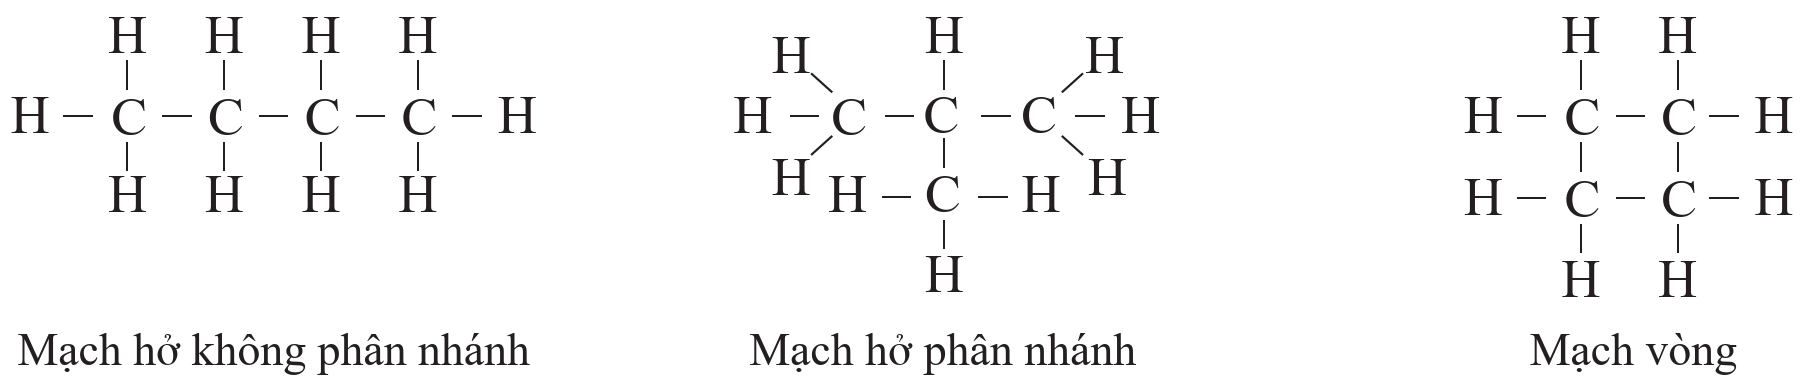 H H H H
H – C – C – C – C – H
H H H H
Mạch hở không phân nhánh
H
H H
H – C – C – C – H
H H
H – C – H
H
Mạch hở phân nhánh
H H
H – C – C – H
H – C – C – H
H H
Mạch vòng